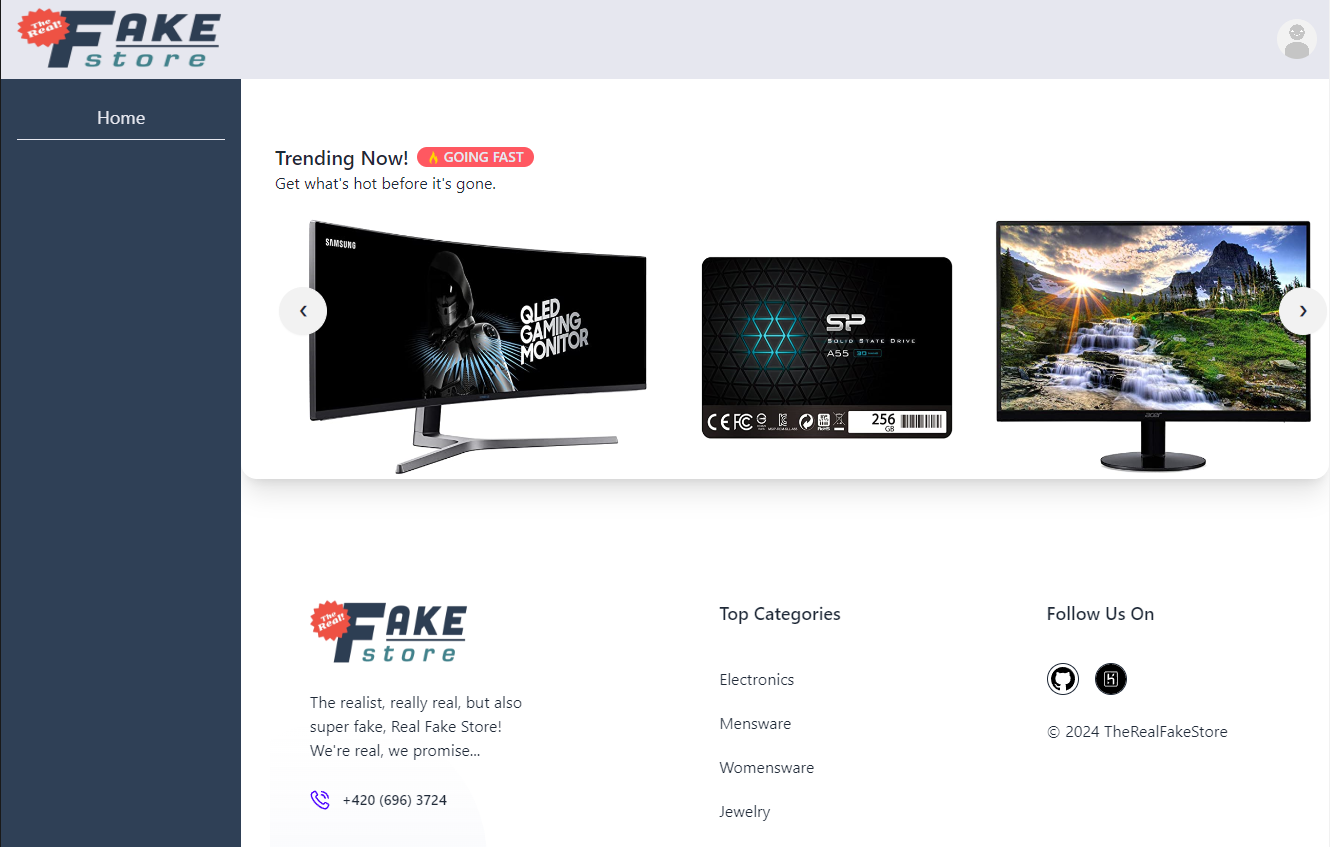 The Real!
FAKE
store
Home
Trending Now! 🔥 GOING FAST
Get what's hot before it's gone.
SAMSUNG
QLED
GAMING
MONITOR
SP
SOLID STATE DRIVE
A55
256
GB
acer
The Real!
FAKE
store
The realist, really real, but also
super fake, Real Fake Store!
We're real, we promise...
+420 (696) 3724
Top Categories
Electronics
Mensware
Womensware
Jewelry
Follow Us On
© 2024 TheRealFakeStore